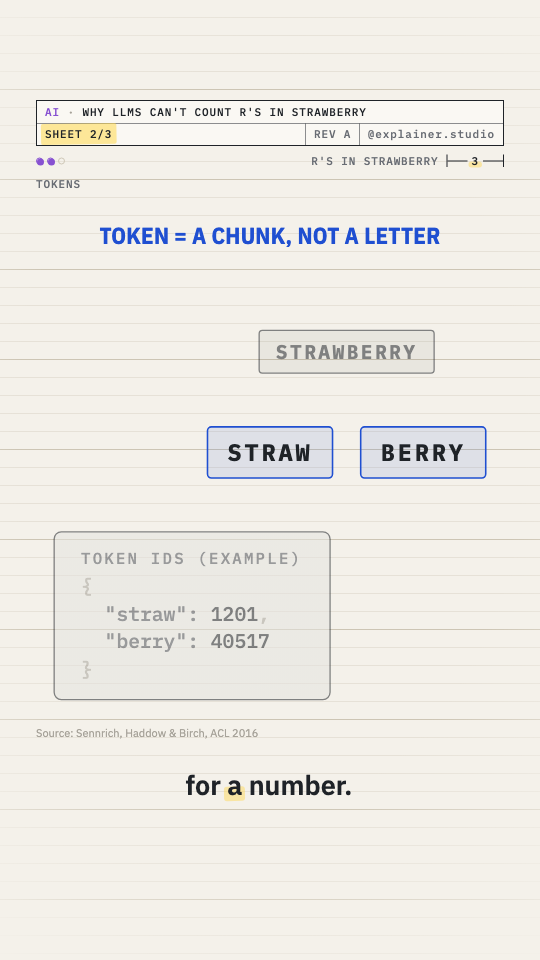 AI · WHY LLMS CAN'T COUNT R'S IN STRAWBERRY
SHEET 2/3 REV A @explainer.studio
R'S IN STRAWBERRY 3
TOKENS
TOKEN = A CHUNK, NOT A LETTER
STRAWBERRY
STRAW BERRY
TOKEN IDS (EXAMPLE)
{
"straw": 1201,
"berry": 40517
}
Source: Sennrich, Haddow & Birch, ACL 2016
for a number.